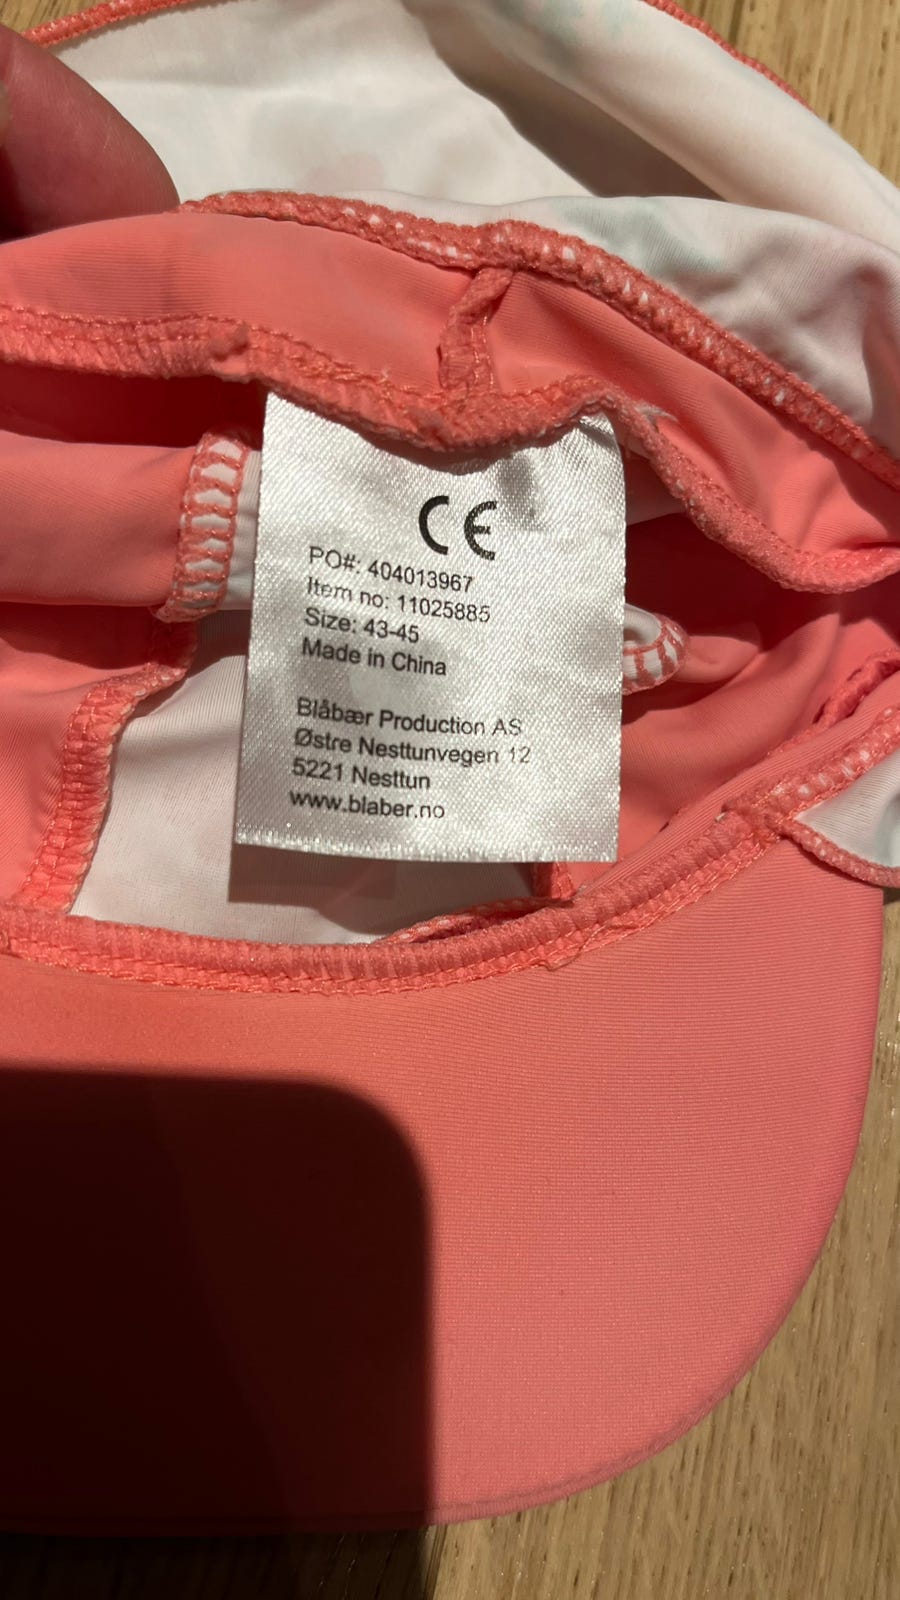 CE
PO#: 404013967
Item no: 11025885
Size: 43-45
Made in China
Blåbær Production AS
Østre Nesttunvegen 12
5221 Nesttun
www.blaber.no